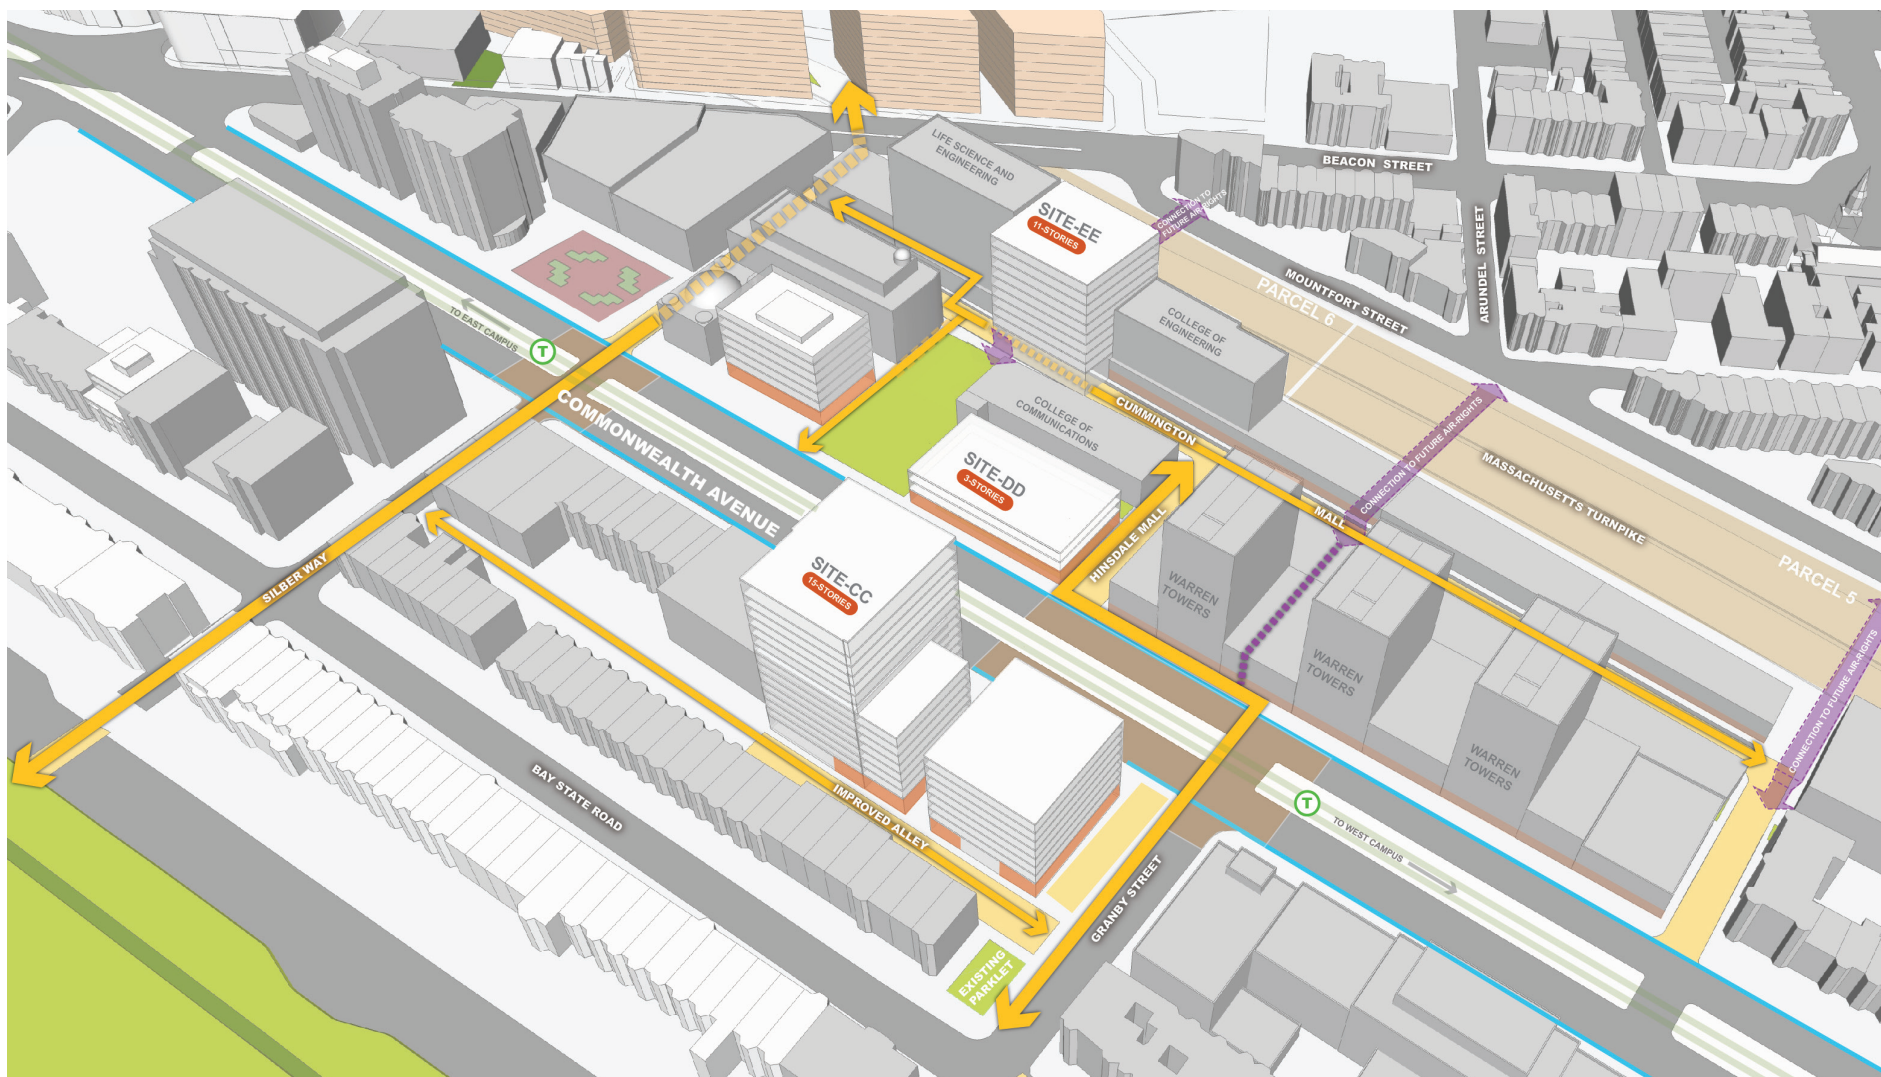 BEACON STREET
LIFE SCIENCE AND
ENGINEERING
SITE-EE
11-STORIES
CONNECTION TO
FUTURE AIR-RIGHTS
ARUNDEL STREET
MOUNTFORT STREET
PARCEL 6
TO EAST CAMPUS
T
COLLEGE OF
ENGINEERING
COMMONWEALTH AVENUE
COLLEGE OF
COMMUNICATIONS
CUMMINGTON
MALL
CONNECTION TO FUTURE AIR-RIGHTS
MASSACHUSETTS TURNPIKE
PARCEL 5
SITE-DD
3-STORIES
HINSDALE MALL
SILBER WAY
SITE-CC
15-STORIES
WARREN
TOWERS
WARREN
TOWERS
WARREN
TOWERS
CONNECTION TO FUTURE AIR-RIGHTS
BAY STATE ROAD
IMPROVED ALLEY
T
TO WEST CAMPUS
GRANBY STREET
EXISTING
PARKLET